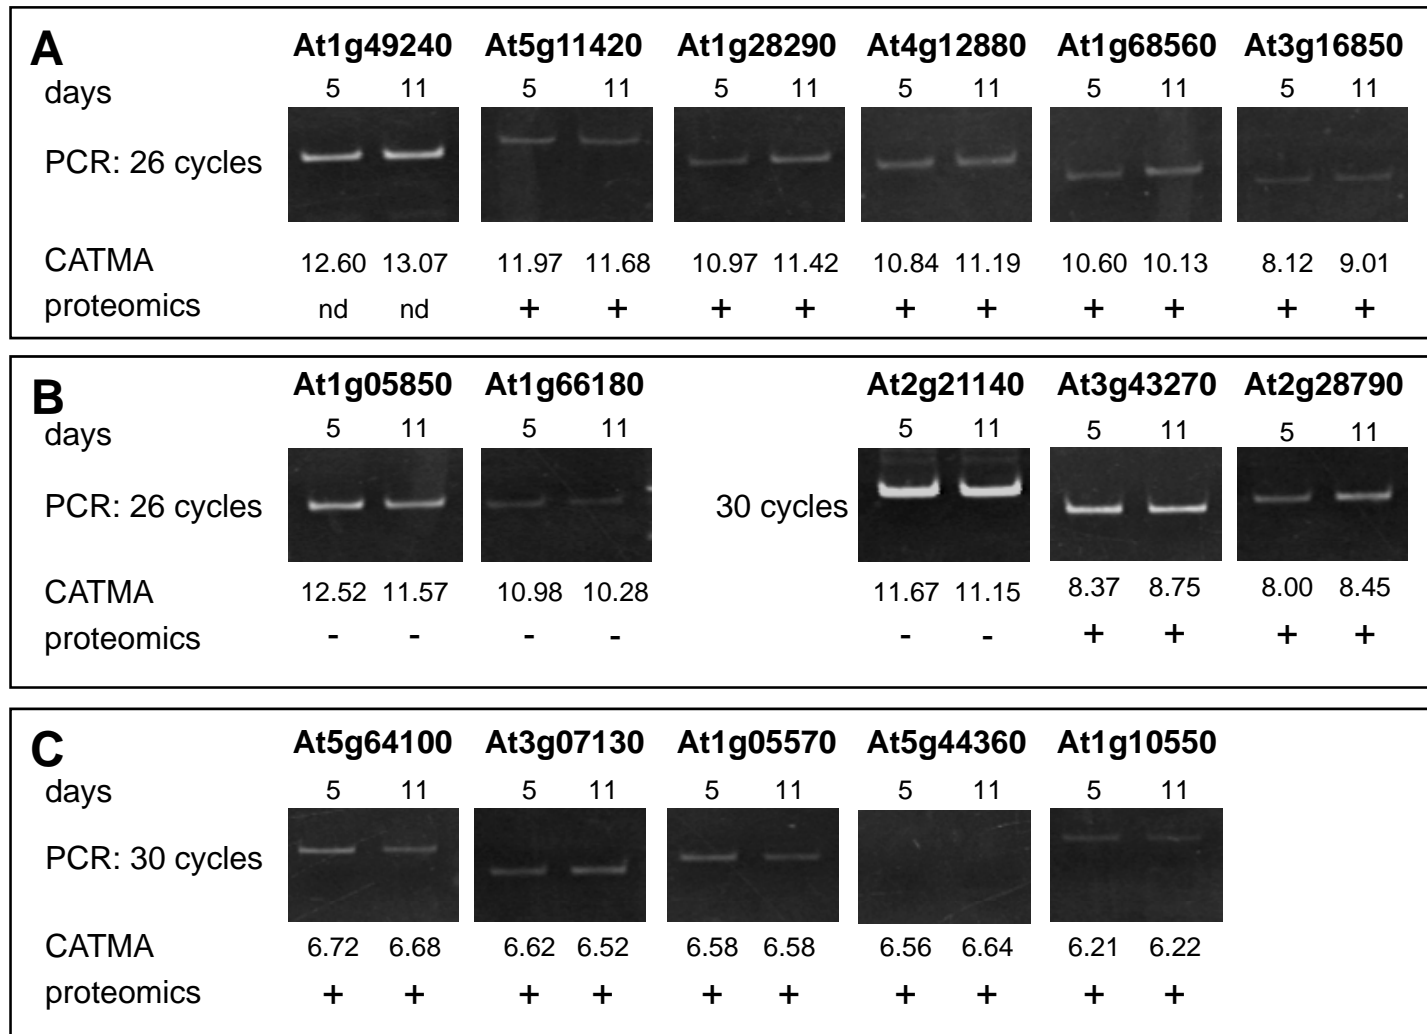 A At1g49240 At5g11420 At1g28290 At4g12880 At1g68560 At3g16850
days 5 11 5 11 5 11 5 11 5 11 5 11
PCR: 26 cycles
CATMA 12.60 13.07 11.97 11.68 10.97 11.42 10.84 11.19 10.60 10.13 8.12 9.01
proteomics nd nd + + + + + + + + + +
B At1g05850 At1g66180 At2g21140 At3g43270 At2g28790
days 5 11 5 11 5 11 5 11 5 11
PCR: 26 cycles 30 cycles
CATMA 12.52 11.57 10.98 10.28 11.67 11.15 8.37 8.75 8.00 8.45
proteomics - - - - - - + + + +
C At5g64100 At3g07130 At1g05570 At5g44360 At1g10550
days 5 11 5 11 5 11 5 11 5 11
PCR: 30 cycles
CATMA 6.72 6.68 6.62 6.52 6.58 6.58 6.56 6.64 6.21 6.22
proteomics + + + + + + + + + +